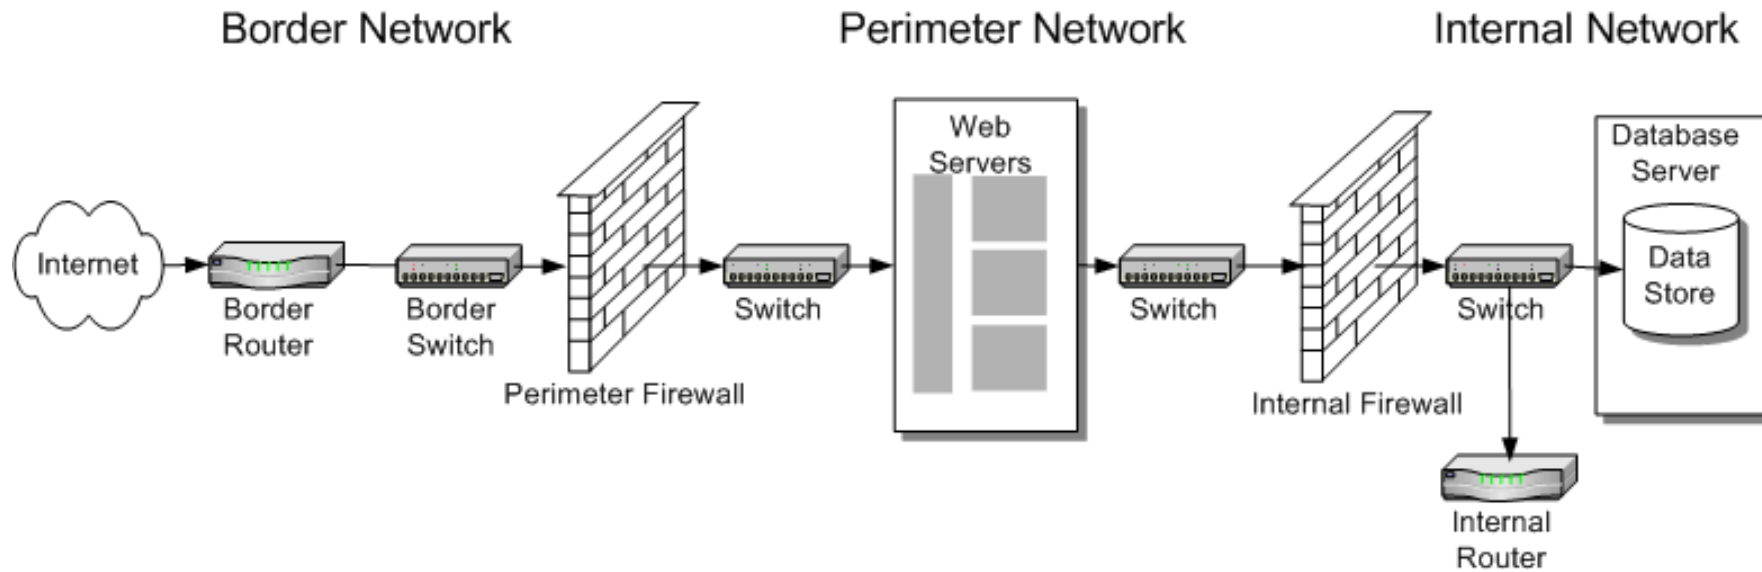 Border Network
Perimeter Network
Internal Network
Internet
Border
Router
Border
Switch
Perimeter Firewall
Switch
Web
Servers
Switch
Internal Firewall
Switch
Database
Server
Data
Store
Internal
Router